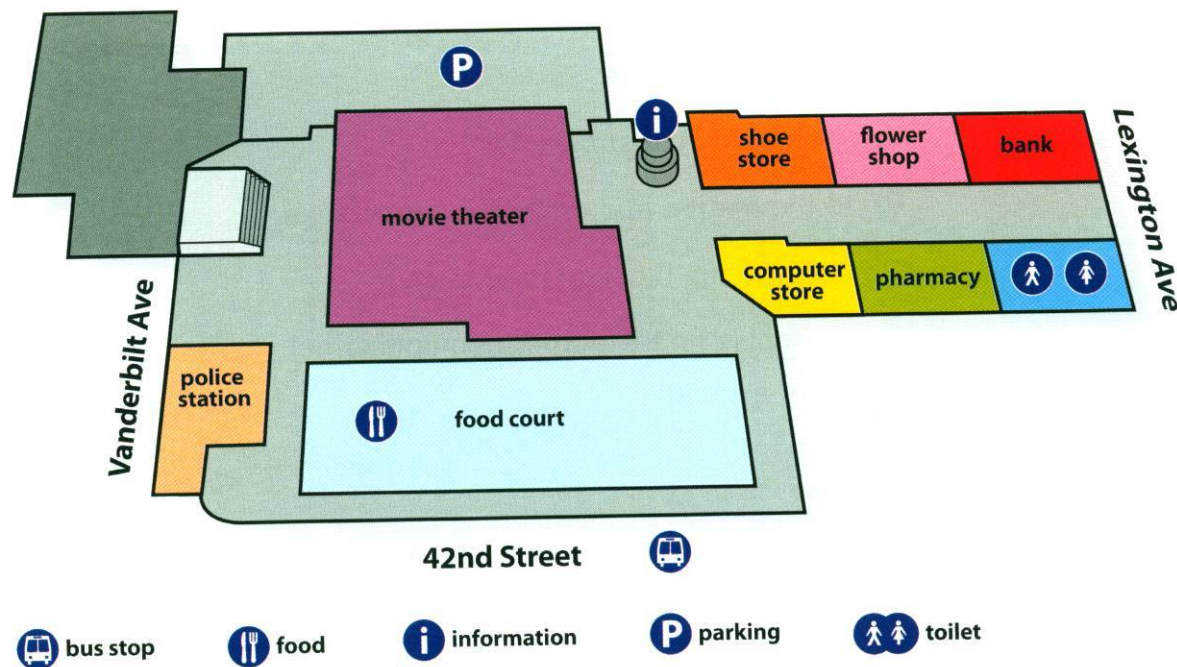 P
i
shoe
store
flower
shop
bank
Lexington Ave
movie theater
computer
store
pharmacy
Vanderbilt Ave
police
station
food court
42nd Street
bus stop
food
i information
P parking
toilet